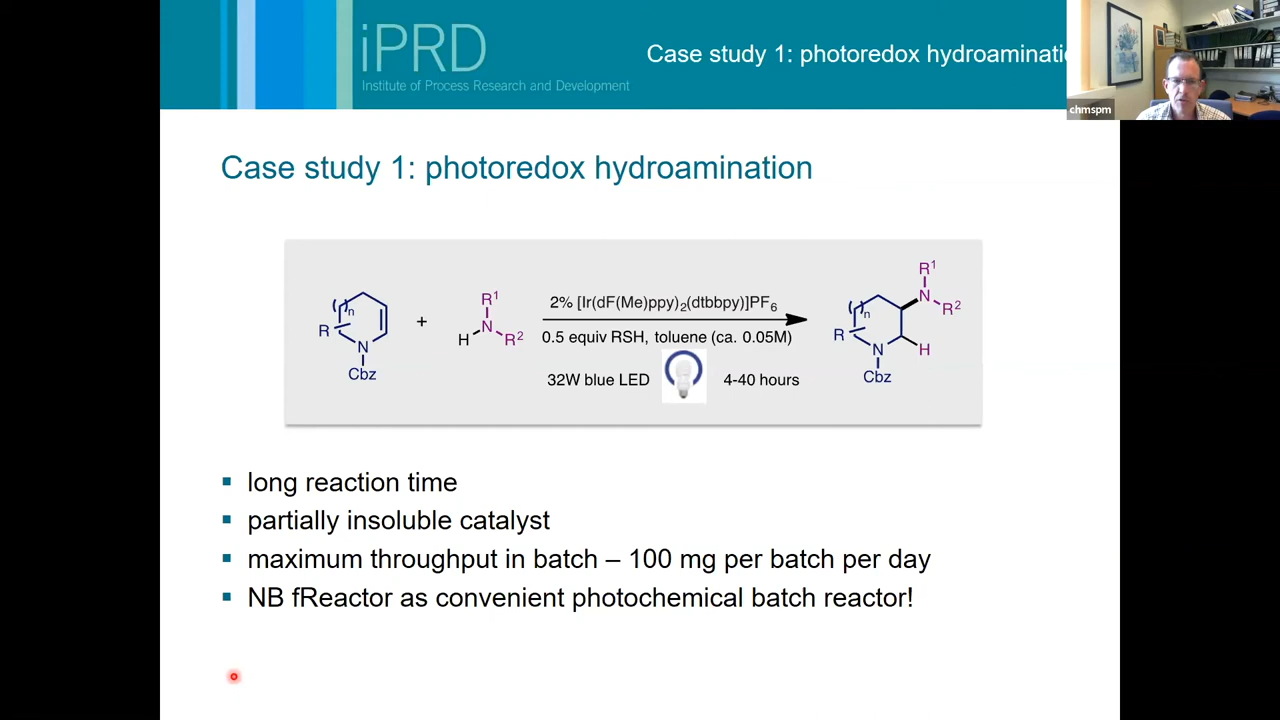 iPRD
Institute of Process Research and Development
Case study 1: photoredox hydroaminatio
chmspm
Case study 1: photoredox hydroamination
( )n
R
N
Cbz
+
R1
H
N
R2
2% [Ir(dF(Me)ppy)2(dtbbpy)]PF6
0.5 equiv RSH, toluene (ca. 0.05M)
32W blue LED
4-40 hours
R1
N
R2
( )n
R
N
H
Cbz
long reaction time
partially insoluble catalyst
maximum throughput in batch – 100 mg per batch per day
NB fReactor as convenient photochemical batch reactor!